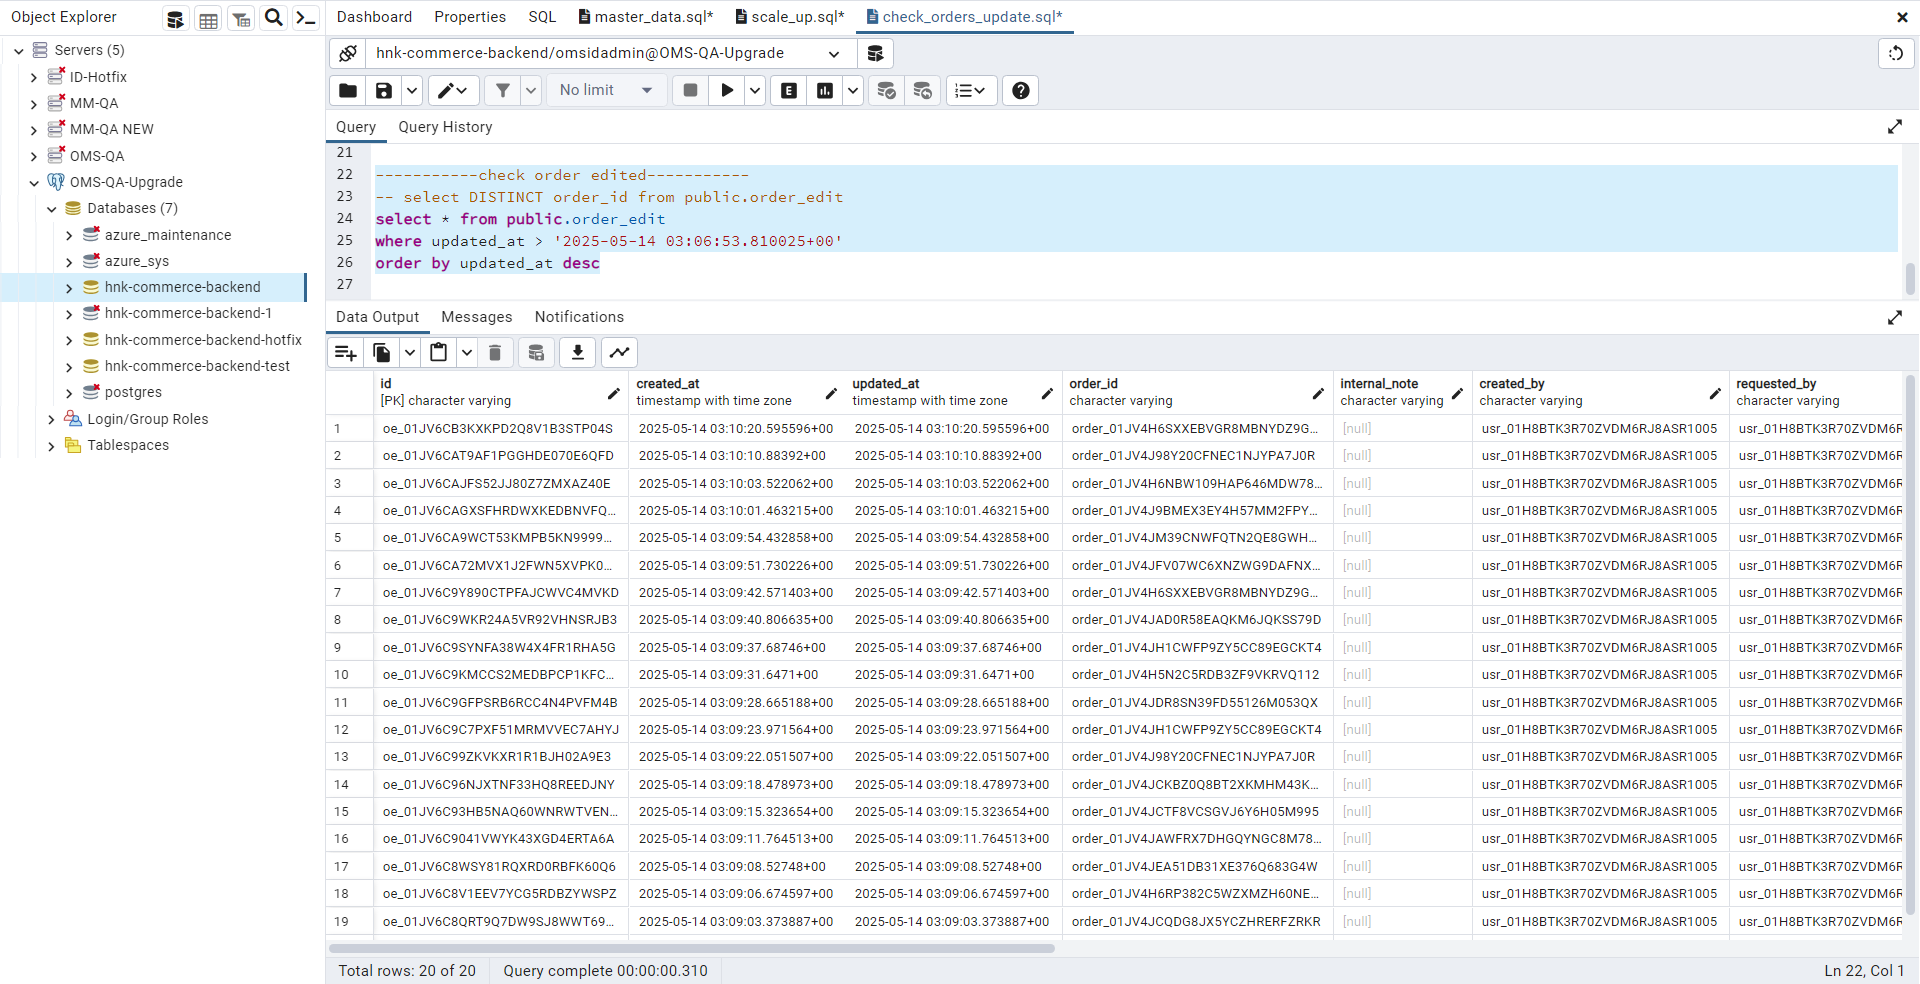 Object Explorer
Dashboard Properties SQL master_data.sql* scale_up.sql* check_orders_update.sql*
Servers (5)
ID-Hotfix
MM-QA
MM-QA NEW
OMS-QA
OMS-QA-Upgrade
Databases (7)
azure_maintenance
azure_sys
hnk-commerce-backend
hnk-commerce-backend-1
hnk-commerce-backend-hotfix
hnk-commerce-backend-test
postgres
Login/Group Roles
Tablespaces
hnk-commerce-backend/omsidadmin@OMS-QA-Upgrade
No limit
E
Query Query History
21
22 -----------check order edited-----------
23 -- select DISTINCT order_id from public.order_edit
24 select * from public.order_edit
25 where updated_at > '2025-05-14 03:06:53.810025+00'
26 order by updated_at desc
27
Data Output Messages Notifications
id created_at updated_at order_id internal_note created_by requested_by
[PK] character varying timestamp with time zone timestamp with time zone character varying character varying character varying character varying
1 oe_01JV6CB3KXKPD2Q8V1B3STP04S 2025-05-14 03:10:20.595596+00 2025-05-14 03:10:20.595596+00 order_01JV4H6SXXEBVGR8MBNYDZ9G... [null] usr_01H8BTK3R70ZVDM6RJ8ASR1005 usr_01H8BTK3R70ZVDM6R
2 oe_01JV6CAT9AF1PGGHDE070E6QFD 2025-05-14 03:10:10.88392+00 2025-05-14 03:10:10.88392+00 order_01JV4J98Y20CFNEC1NJYPA7J0R [null] usr_01H8BTK3R70ZVDM6RJ8ASR1005 usr_01H8BTK3R70ZVDM6R
3 oe_01JV6CAJFS52JJ80Z7ZMXAZ40E 2025-05-14 03:10:03.522062+00 2025-05-14 03:10:03.522062+00 order_01JV4H6NBW109HAP646MDW78... [null] usr_01H8BTK3R70ZVDM6RJ8ASR1005 usr_01H8BTK3R70ZVDM6R
4 oe_01JV6CAGXSFHRDWXKEDBNVFQ... 2025-05-14 03:10:01.463215+00 2025-05-14 03:10:01.463215+00 order_01JV4J9BMEX3EY4H57MM2FPY... [null] usr_01H8BTK3R70ZVDM6RJ8ASR1005 usr_01H8BTK3R70ZVDM6R
5 oe_01JV6CA9WCT53KMPB5KN9999... 2025-05-14 03:09:54.432858+00 2025-05-14 03:09:54.432858+00 order_01JV4JM39CNWFQTN2QE8GWH... [null] usr_01H8BTK3R70ZVDM6RJ8ASR1005 usr_01H8BTK3R70ZVDM6R
6 oe_01JV6CA72MVX1J2FWN5XVPK0... 2025-05-14 03:09:51.730226+00 2025-05-14 03:09:51.730226+00 order_01JV4JFV07WC6XNZWG9DAFNX... [null] usr_01H8BTK3R70ZVDM6RJ8ASR1005 usr_01H8BTK3R70ZVDM6R
7 oe_01JV6C9Y890CTPFAJCWVC4MVKD 2025-05-14 03:09:42.571403+00 2025-05-14 03:09:42.571403+00 order_01JV4H6SXXEBVGR8MBNYDZ9G... [null] usr_01H8BTK3R70ZVDM6RJ8ASR1005 usr_01H8BTK3R70ZVDM6R
8 oe_01JV6C9WKR24A5VR92VHNSRJB3 2025-05-14 03:09:40.806635+00 2025-05-14 03:09:40.806635+00 order_01JV4JAD0R58EAQKM6JQKSS79D [null] usr_01H8BTK3R70ZVDM6RJ8ASR1005 usr_01H8BTK3R70ZVDM6R
9 oe_01JV6C9SYNFA38W4X4FR1RHA5G 2025-05-14 03:09:37.68746+00 2025-05-14 03:09:37.68746+00 order_01JV4JH1CWFP9ZY5CC89EGCKT4 [null] usr_01H8BTK3R70ZVDM6RJ8ASR1005 usr_01H8BTK3R70ZVDM6R
10 oe_01JV6C9KMCCS2MEDBPCP1KFC... 2025-05-14 03:09:31.6471+00 2025-05-14 03:09:31.6471+00 order_01JV4H5N2C5RDB3ZF9VKRVQ112 [null] usr_01H8BTK3R70ZVDM6RJ8ASR1005 usr_01H8BTK3R70ZVDM6R
11 oe_01JV6C9GFPSRB6RCC4N4PVFM4B 2025-05-14 03:09:28.665188+00 2025-05-14 03:09:28.665188+00 order_01JV4JDR8SN39FD55126M053QX [null] usr_01H8BTK3R70ZVDM6RJ8ASR1005 usr_01H8BTK3R70ZVDM6R
12 oe_01JV6C9C7PXF51MRMVVEC7AHYJ 2025-05-14 03:09:23.971564+00 2025-05-14 03:09:23.971564+00 order_01JV4JH1CWFP9ZY5CC89EGCKT4 [null] usr_01H8BTK3R70ZVDM6RJ8ASR1005 usr_01H8BTK3R70ZVDM6R
13 oe_01JV6C99ZKVKXR1R1BJH02A9E3 2025-05-14 03:09:22.051507+00 2025-05-14 03:09:22.051507+00 order_01JV4J98Y20CFNEC1NJYPA7J0R [null] usr_01H8BTK3R70ZVDM6RJ8ASR1005 usr_01H8BTK3R70ZVDM6R
14 oe_01JV6C96NJXTNF33HQ8REEDJNY 2025-05-14 03:09:18.478973+00 2025-05-14 03:09:18.478973+00 order_01JV4JCKBZ0Q8BT2XKMHM43K... [null] usr_01H8BTK3R70ZVDM6RJ8ASR1005 usr_01H8BTK3R70ZVDM6R
15 oe_01JV6C93HB5NAQ60WNRWTVEN... 2025-05-14 03:09:15.323654+00 2025-05-14 03:09:15.323654+00 order_01JV4JCTF8VCSGVJ6Y6H05M995 [null] usr_01H8BTK3R70ZVDM6RJ8ASR1005 usr_01H8BTK3R70ZVDM6R
16 oe_01JV6C9041VWYK43XGD4ERTA6A 2025-05-14 03:09:11.764513+00 2025-05-14 03:09:11.764513+00 order_01JV4JAWFRX7DHGQYNGC8M78... [null] usr_01H8BTK3R70ZVDM6RJ8ASR1005 usr_01H8BTK3R70ZVDM6R
17 oe_01JV6C8WSY81RQXRD0RBFK60Q6 2025-05-14 03:09:08.52748+00 2025-05-14 03:09:08.52748+00 order_01JV4JEA51DB31XE376Q683G4W [null] usr_01H8BTK3R70ZVDM6RJ8ASR1005 usr_01H8BTK3R70ZVDM6R
18 oe_01JV6C8V1EEV7YCG5RDBZYWSPZ 2025-05-14 03:09:06.674597+00 2025-05-14 03:09:06.674597+00 order_01JV4H6RP382C5WZXMZH60NE... [null] usr_01H8BTK3R70ZVDM6RJ8ASR1005 usr_01H8BTK3R70ZVDM6R
19 oe_01JV6C8QRT9Q7DW9SJ8WWT69... 2025-05-14 03:09:03.373887+00 2025-05-14 03:09:03.373887+00 order_01JV4JCQDG8JX5YCZHRERFZRKR [null] usr_01H8BTK3R70ZVDM6RJ8ASR1005 usr_01H8BTK3R70ZVDM6R
Total rows: 20 of 20 Query complete 00:00:00.310 Ln 22, Col 1